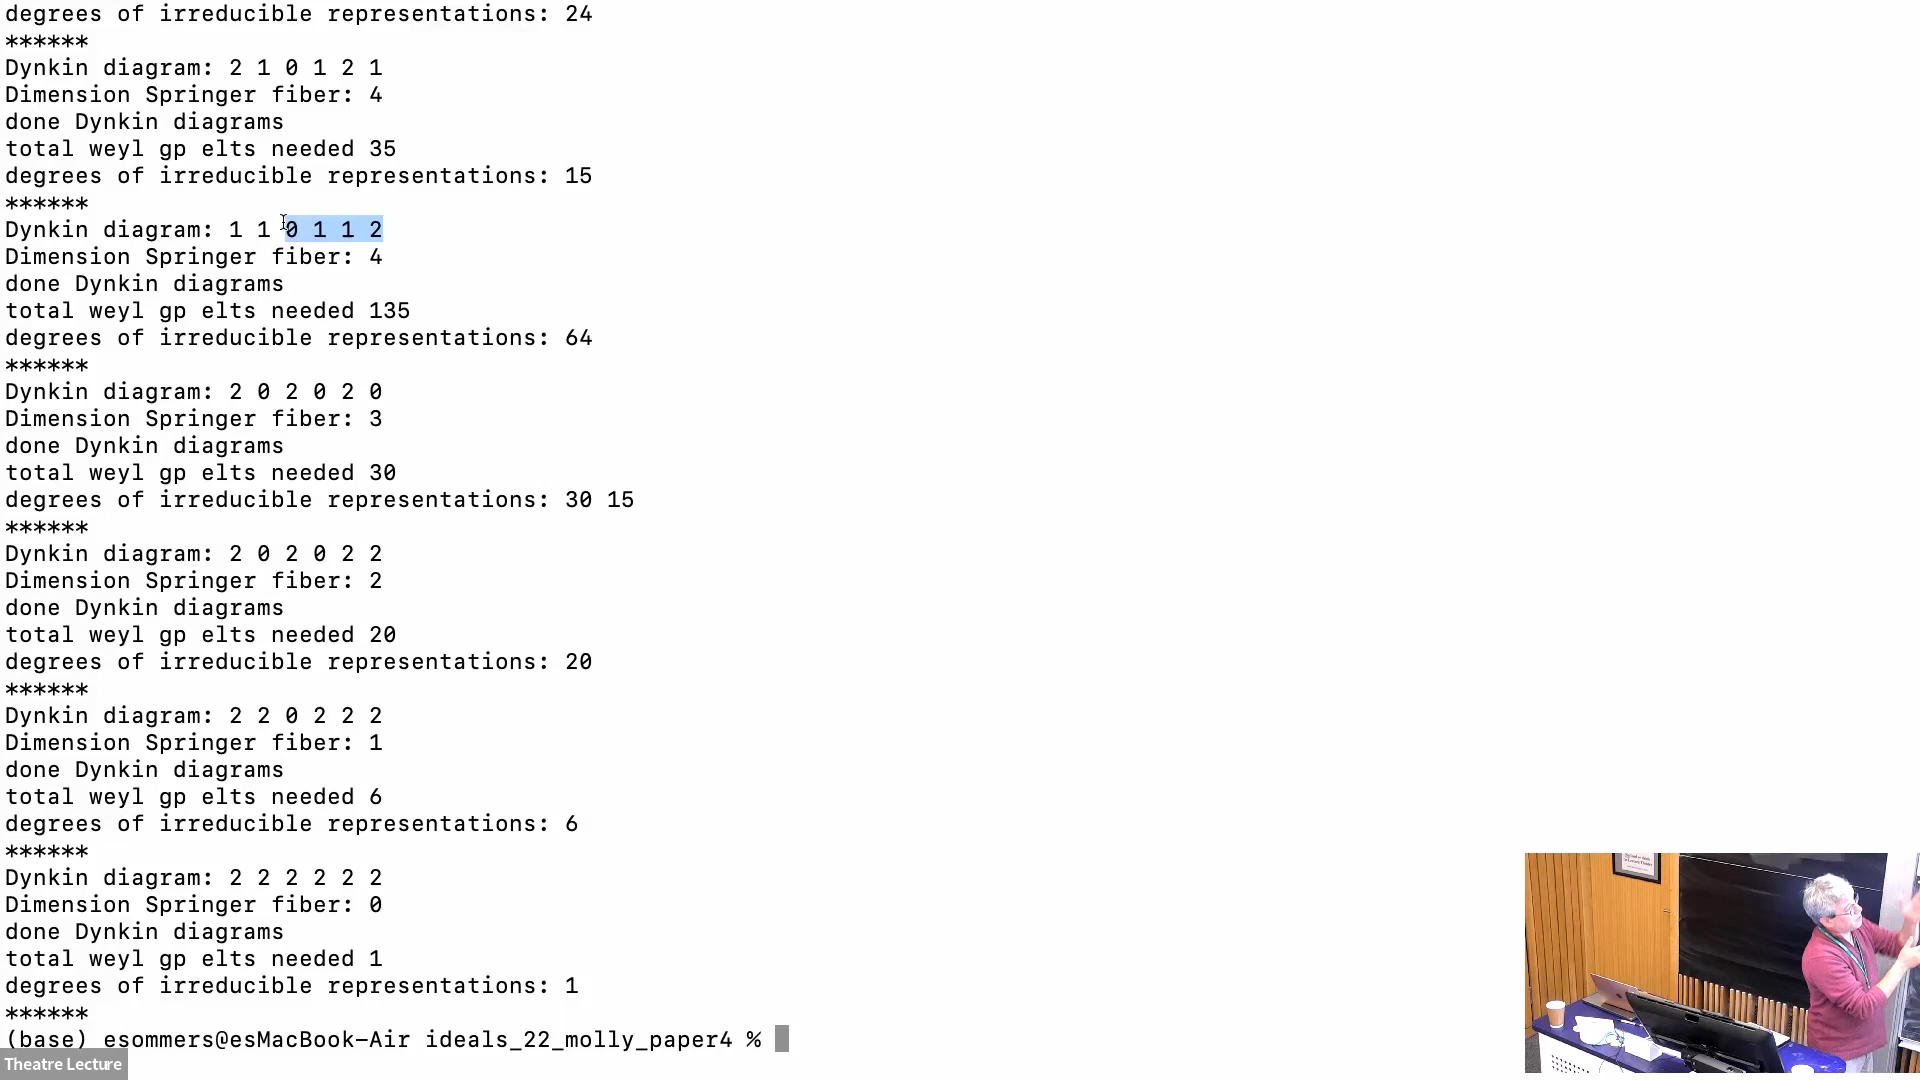 degrees of irreducible representations: 24
******
Dynkin diagram: 2 1 0 1 2 1
Dimension Springer fiber: 4
done Dynkin diagrams
total weyl gp elts needed 35
degrees of irreducible representations: 15
******
Dynkin diagram: 1 1 0 1 1 2
Dimension Springer fiber: 4
done Dynkin diagrams
total weyl gp elts needed 135
degrees of irreducible representations: 64
******
Dynkin diagram: 2 0 2 0 2 0
Dimension Springer fiber: 3
done Dynkin diagrams
total weyl gp elts needed 30
degrees of irreducible representations: 30 15
******
Dynkin diagram: 2 0 2 0 2 2
Dimension Springer fiber: 2
done Dynkin diagrams
total weyl gp elts needed 20
degrees of irreducible representations: 20
******
Dynkin diagram: 2 2 0 2 2 2
Dimension Springer fiber: 1
done Dynkin diagrams
total weyl gp elts needed 6
degrees of irreducible representations: 6
******
Dynkin diagram: 2 2 2 2 2 2
Dimension Springer fiber: 0
done Dynkin diagrams
total weyl gp elts needed 1
degrees of irreducible representations: 1
******
(base) esommers@esMacBook-Air ideals_22_molly_paper4 %
Theatre Lecture